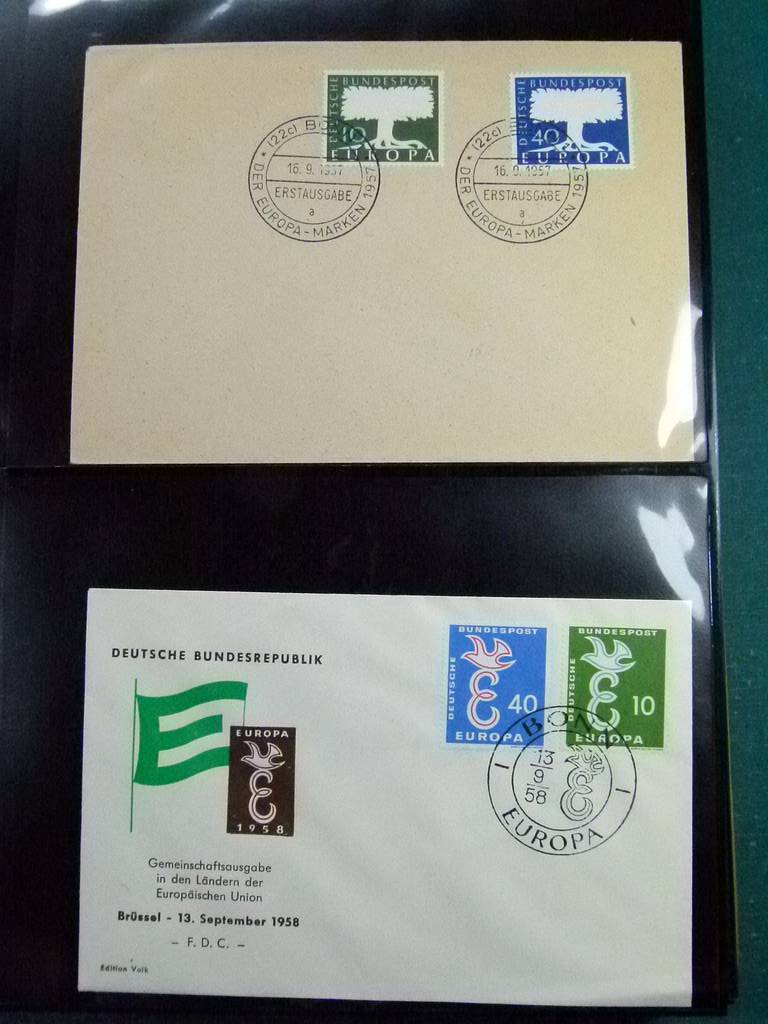 DEUTSCHE BUNDESPOST
10
EUROPA
DEUTSCHE BUNDESPOST
40
EUROPA
(22c) BONN
16. 9. 1957
ERSTAUSGABE
a
DER EUROPA-MARKEN 1957
(22c)
16. 9. 1957
ERSTAUSGABE
a
DER EUROPA-MARKEN 1957
DEUTSCHE BUNDESREPUBLIK
EUROPA
1958
Gemeinschaftsausgabe
in den Ländern der
Europäischen Union
Brüssel - 13. September 1958
- F. D. C. -
Edition Volk
DEUTSCHE BUNDESPOST
40
EUROPA
DEUTSCHE BUNDESPOST
10
EUROPA
BONN
13
9
58
EUROPA